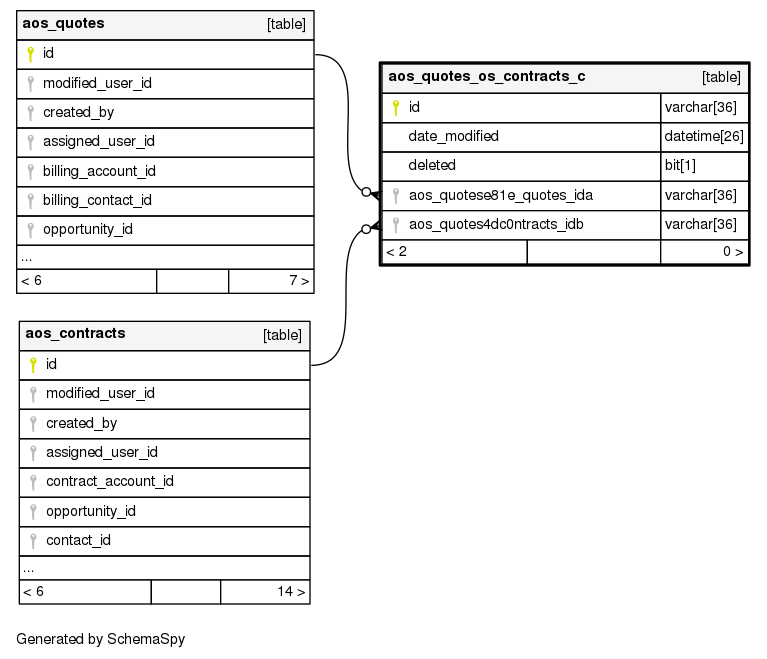 aos_quotes [table]
id
modified_user_id
created_by
assigned_user_id
billing_account_id
billing_contact_id
opportunity_id
...
< 6 7 >
aos_quotes_os_contracts_c [table]
id varchar[36]
date_modified datetime[26]
deleted bit[1]
aos_quotese81e_quotes_ida varchar[36]
aos_quotes4dc0ntracts_idb varchar[36]
< 2 0 >
aos_contracts [table]
id
modified_user_id
created_by
assigned_user_id
contract_account_id
opportunity_id
contact_id
...
< 6 14 >
Generated by SchemaSpy